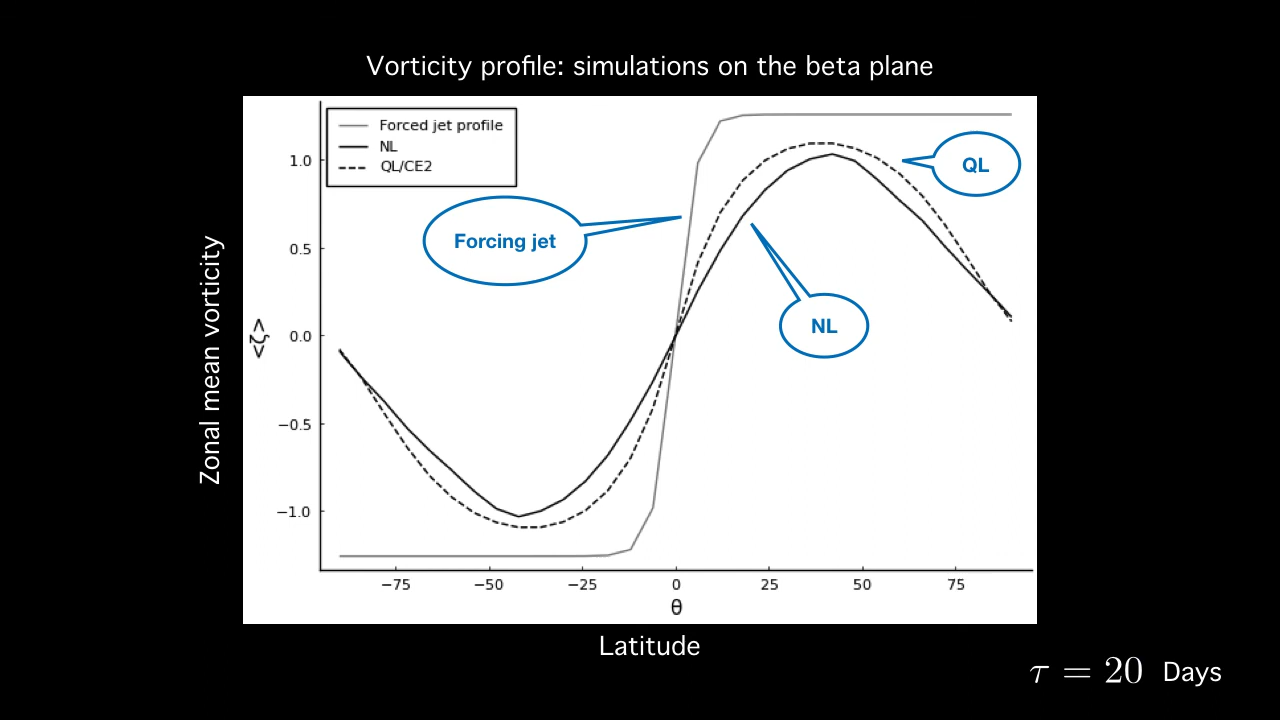 Vorticity profile: simulations on the beta plane
Forced jet profile
NL
QL/CE2
QL
Forcing jet
NL
Zonal mean vorticity
<ζ>
1.0
0.5
0.0
−0.5
−1.0
−75 −50 −25 0 25 50 75
θ
Latitude
τ = 20 Days